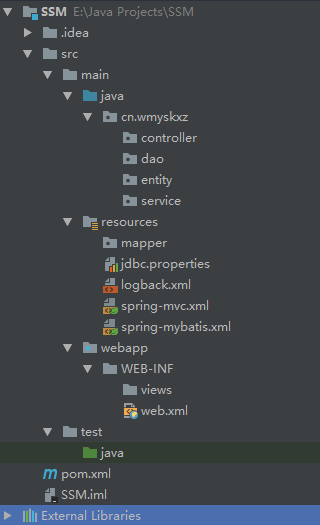 SSM E:\Java Projects\SSM
.idea
src
main
java
cn.wmyskxz
controller
dao
entity
service
resources
mapper
jdbc.properties
logback.xml
spring-mvc.xml
spring-mybatis.xml
webapp
WEB-INF
views
web.xml
test
java
pom.xml
SSM.iml
External Libraries